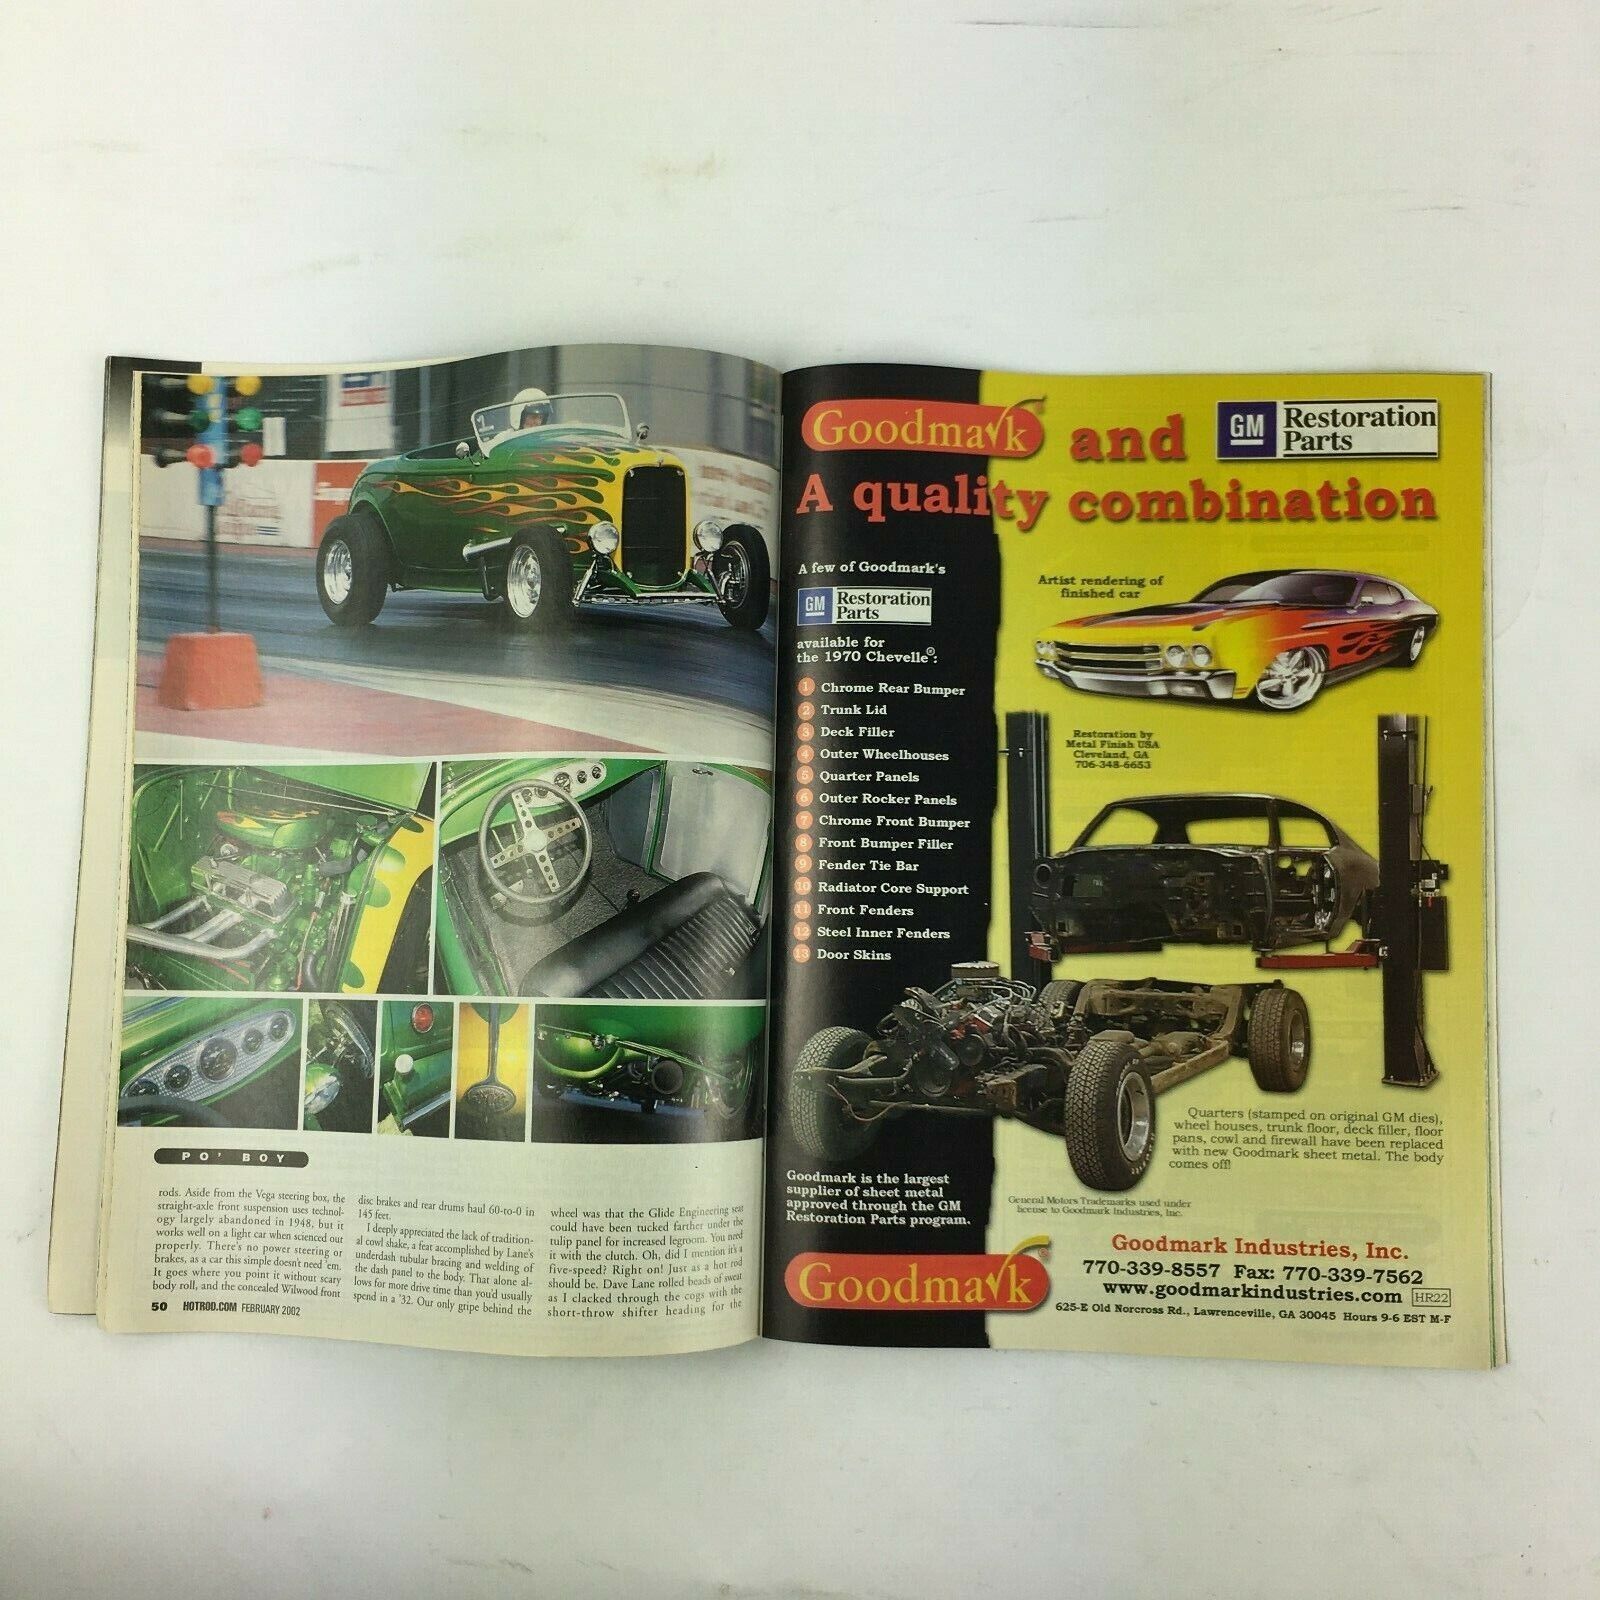 PO' BOY
rods. Aside from the Vega steering box, the
straight-axle front suspension uses technol-
ogy largely abandoned in 1948, but it
works well on a light car when scienced out
properly. There's no power steering or
brakes, as a car this simple doesn't need 'em.
It goes where you point it without scary
body roll, and the concealed Wilwood front
disc brakes and rear drums haul 60-to-0 in
145 feet.
I deeply appreciated the lack of tradition-
al cowl shake, a feat accomplished by Lane's
underdash tubular bracing and welding of
the dash panel to the body. That alone al-
lows for more drive time than you'd usually
spend in a '32. Our only gripe behind the
wheel was that the Glide Engineering seat
could have been tucked farther under the
tulip panel for increased legroom. You need
it with the clutch. Oh, did I mention it's a
five-speed? Right on! Just as a hot rod
should be. Dave Lane rolled beads of sweat
as I clacked through the cogs with the
short-throw shifter heading for the
50 HOTROD.COM FEBRUARY 2002
Goodmark and GM Restoration Parts
A quality combination
A few of Goodmark's
GM Restoration Parts
available for
the 1970 Chevelle®:
1 Chrome Rear Bumper
2 Trunk Lid
3 Deck Filler
4 Outer Wheelhouses
5 Quarter Panels
6 Outer Rocker Panels
7 Chrome Front Bumper
8 Front Bumper Filler
9 Fender Tie Bar
10 Radiator Core Support
11 Front Fenders
12 Steel Inner Fenders
13 Door Skins
Artist rendering of
finished car
Restoration by
Metal Finish USA
Cleveland, GA
706-348-6653
Quarters (stamped on original GM dies),
wheel houses, trunk floor, deck filler, floor
pans, cowl and firewall have been replaced
with new Goodmark sheet metal. The body
comes off!
Goodmark is the largest
supplier of sheet metal
approved through the GM
Restoration Parts program.
General Motors Trademarks used under
license to Goodmark Industries, Inc.
Goodmark®
Goodmark Industries, Inc.
770-339-8557 Fax: 770-339-7562
www.goodmarkindustries.com HR22
625-E Old Norcross Rd., Lawrenceville, GA 30045 Hours 9-6 EST M-F